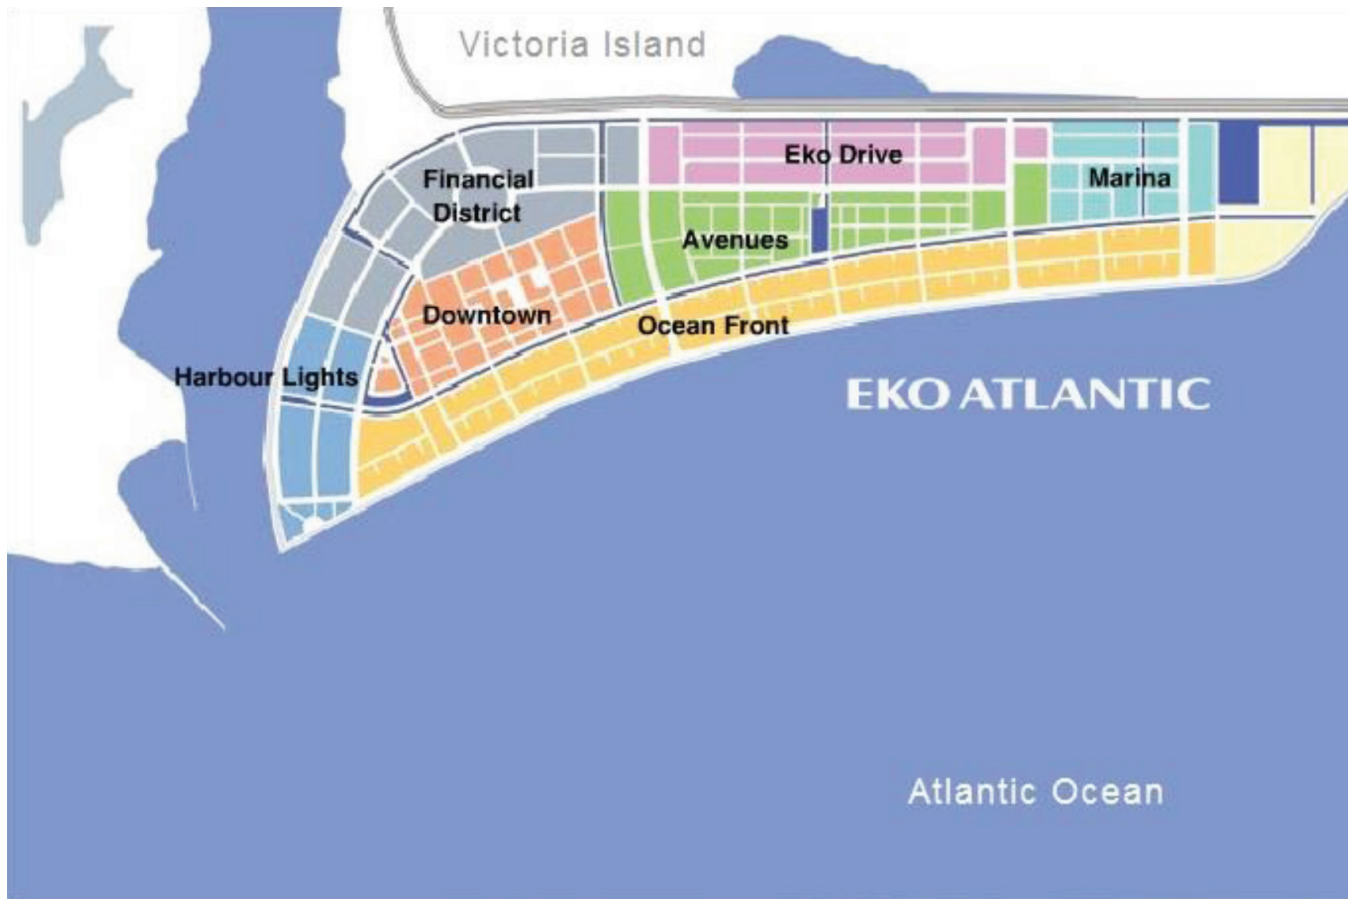 Victoria Island
Eko Drive
Financial
District
Marina
Avenues
Downtown
Ocean Front
Harbour Lights
EKO ATLANTIC
Atlantic Ocean